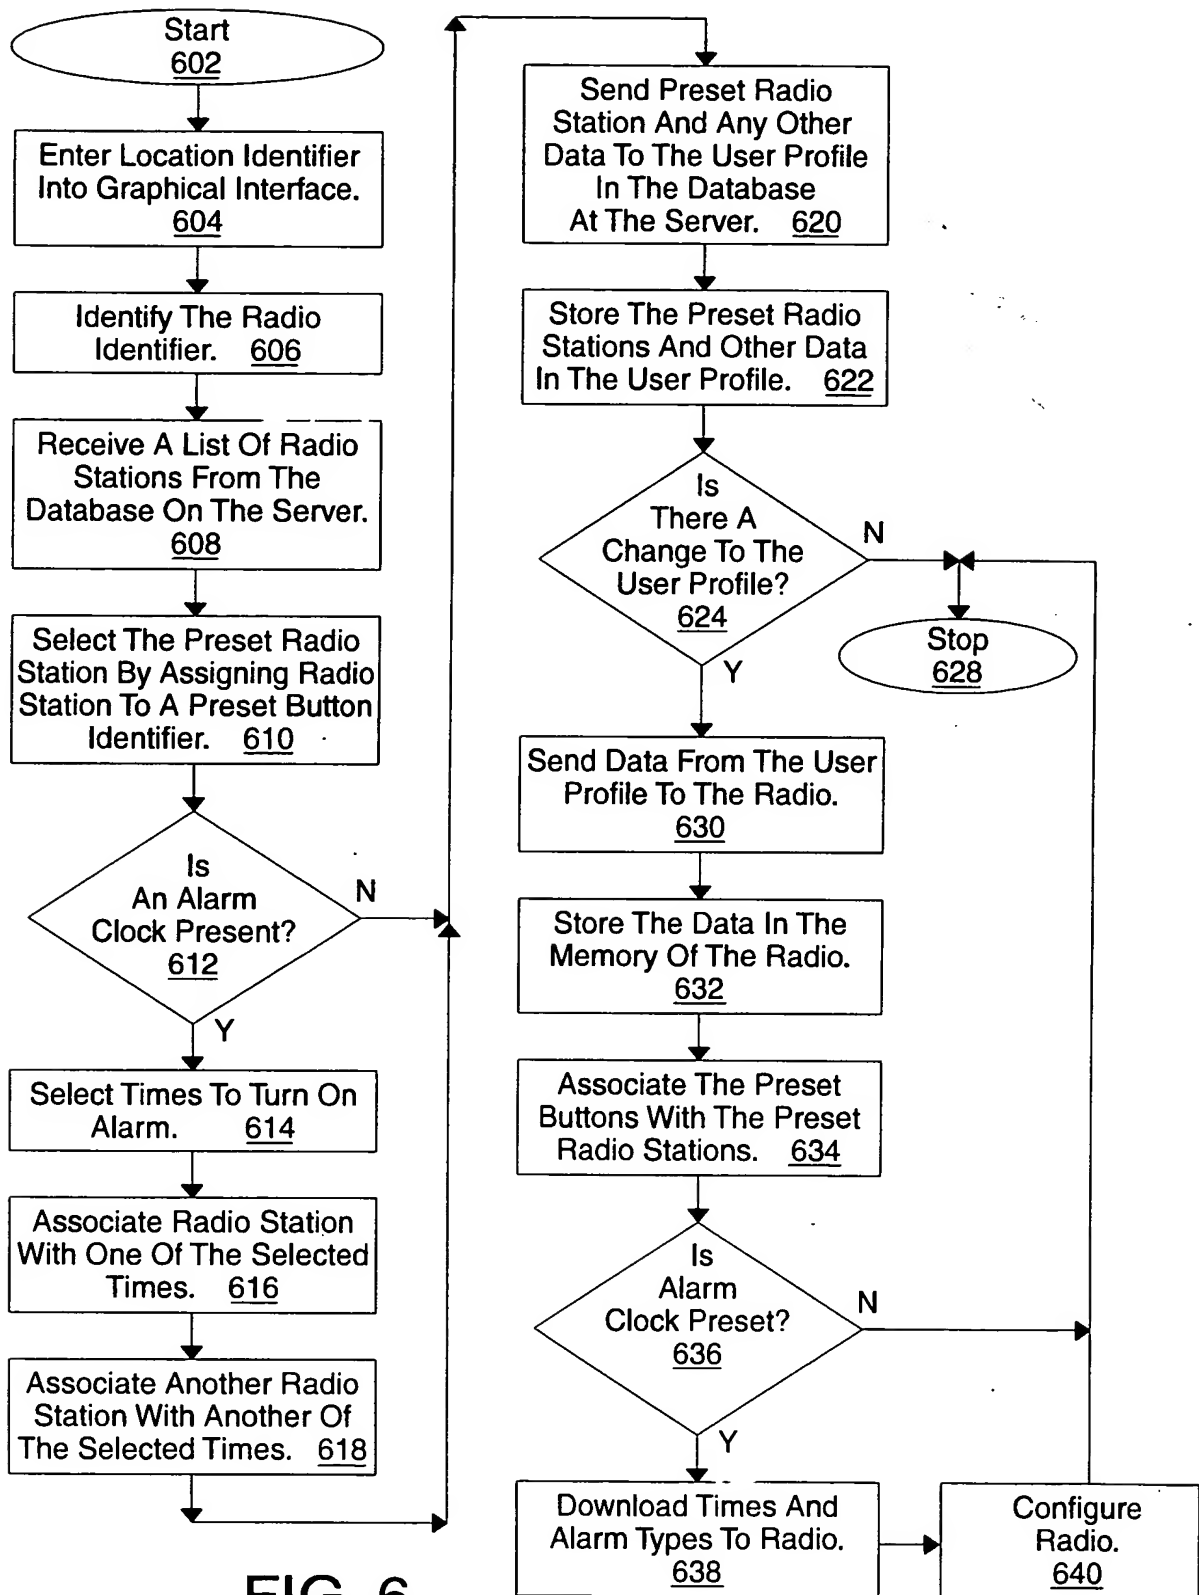 Start
602
Enter Location Identifier
Into Graphical Interface.
604
Identify The Radio
Identifier. 606
Receive A List Of Radio
Stations From The
Database On The Server.
608
Select The Preset Radio
Station By Assigning Radio
Station To A Preset Button
Identifier. 610
Is
An Alarm
Clock Present?
612
N
Y
Select Times To Turn On
Alarm. 614
Associate Radio Station
With One Of The Selected
Times. 616
Associate Another Radio
Station With Another Of
The Selected Times. 618
Send Preset Radio
Station And Any Other
Data To The User Profile
In The Database
At The Server. 620
Store The Preset Radio
Stations And Other Data
In The User Profile. 622
Is
There A
Change To The
User Profile?
624
N
Y
Stop
628
Send Data From The User
Profile To The Radio.
630
Store The Data In The
Memory Of The Radio.
632
Associate The Preset
Buttons With The Preset
Radio Stations. 634
Is
Alarm
Clock Preset?
636
N
Y
Download Times And
Alarm Types To Radio.
638
Configure
Radio.
640
FIG. 6